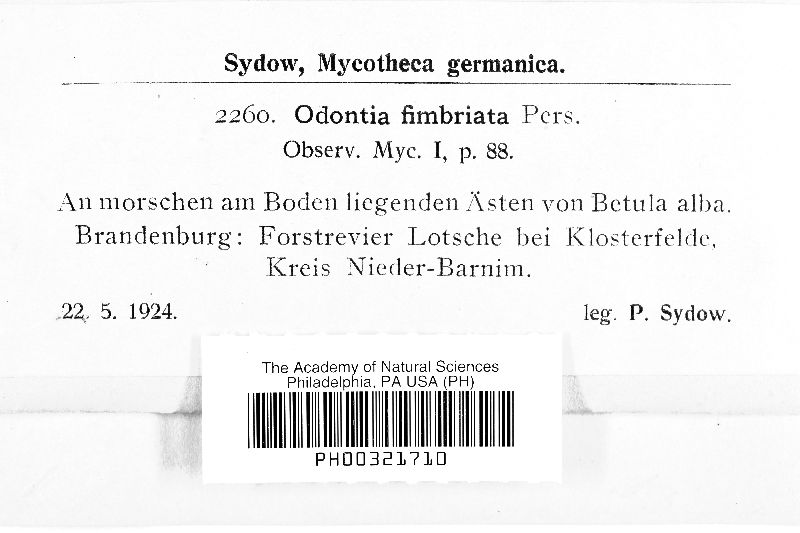 Sydow, Mycotheca germanica.
2260. Odontia fimbriata Pers.
Observ. Myc. I, p. 88.
An morschen am Boden liegenden Ästen von Betula alba.
Brandenburg: Forstrevier Lotsche bei Klosterfelde,
Kreis Nieder-Barnim.
22. 5. 1924. leg. P. Sydow.
The Academy of Natural Sciences
Philadelphia, PA USA (PH)
PH00321710